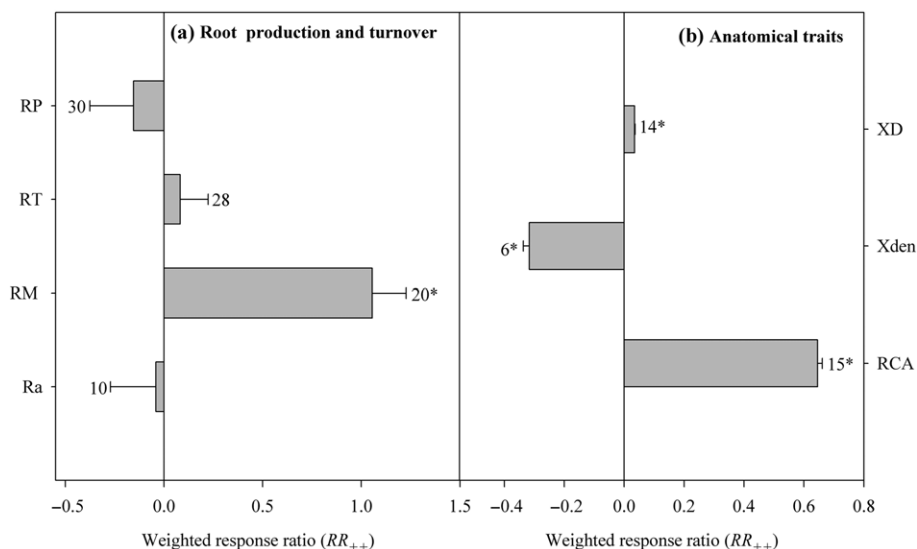 (a) Root production and turnover
RP
30
RT
28
RM
20*
Ra
10
−0.5 0.0 0.5 1.0 1.5
Weighted response ratio (RR++)
(b) Anatomical traits
14* XD
6* Xden
15* RCA
−0.4 −0.2 0.0 0.2 0.4 0.6 0.8
Weighted response ratio (RR++)